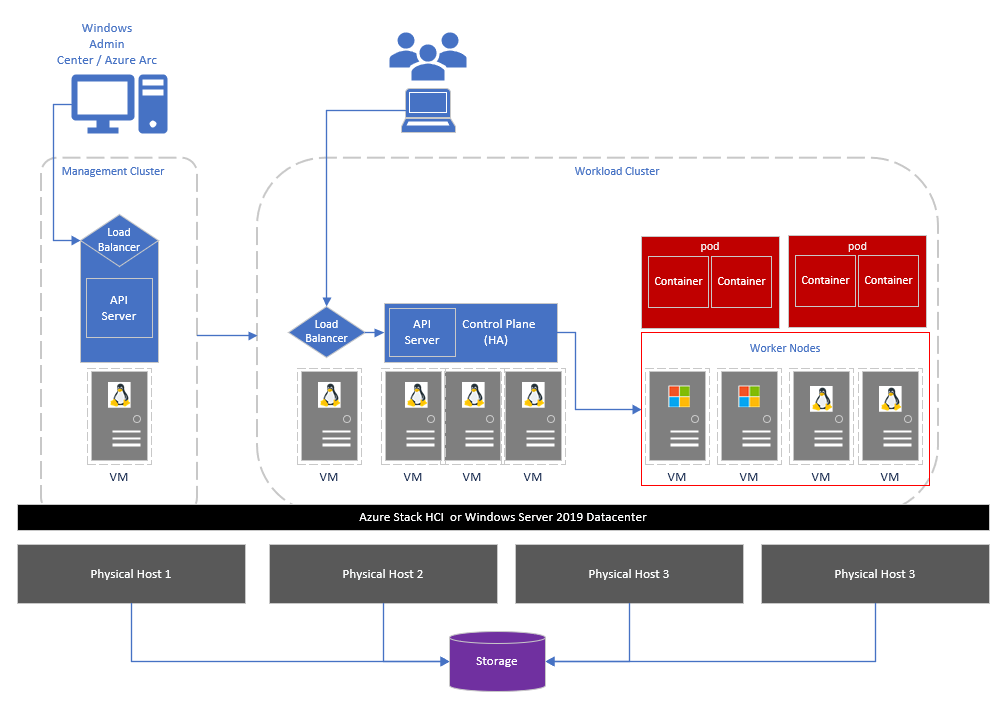 Windows
Admin
Center / Azure Arc
Management Cluster
Workload Cluster
Load
Balancer
API
Server
VM
Load
Balancer
API
Server
Control Plane
(HA)
VM
VM
VM
VM
pod
Container
Container
pod
Container
Container
Worker Nodes
VM
VM
VM
VM
Azure Stack HCI or Windows Server 2019 Datacenter
Physical Host 1
Physical Host 2
Physical Host 3
Physical Host 3
Storage